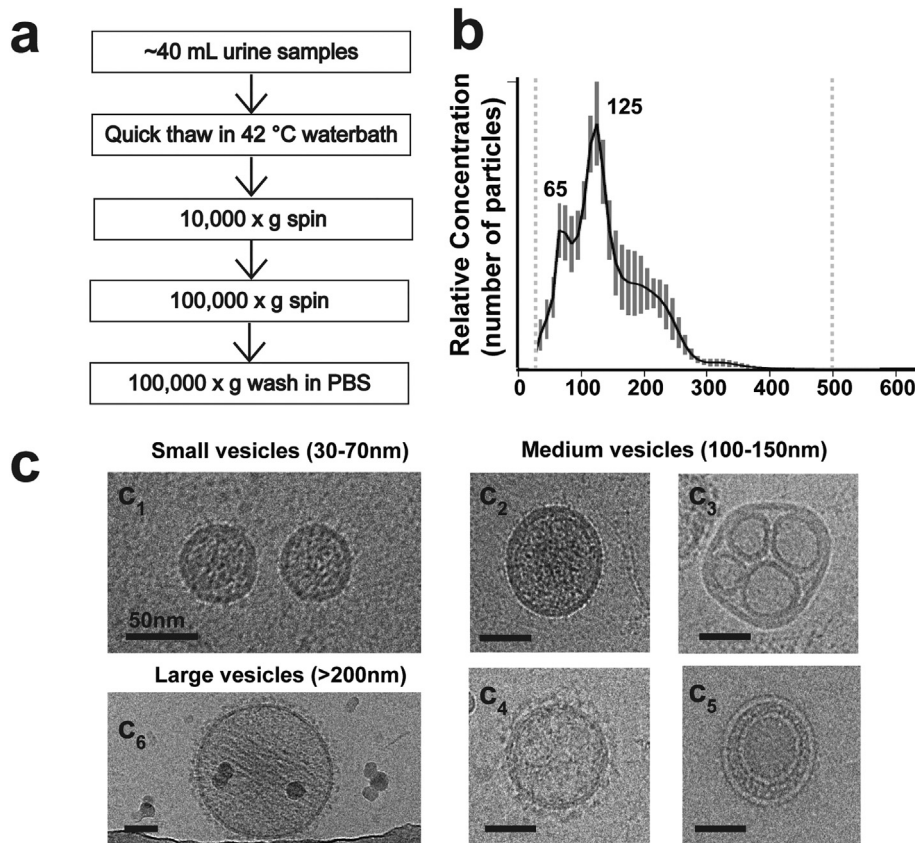 a
~40 mL urine samples
Quick thaw in 42 °C waterbath
10,000 x g spin
100,000 x g spin
100,000 x g wash in PBS
b
Relative Concentration
(number of particles)
65
125
0 100 200 300 400 500 600
c
Small vesicles (30-70nm)
C1
50nm
Medium vesicles (100-150nm)
C2
C3
Large vesicles (>200nm)
C6
C4
C5